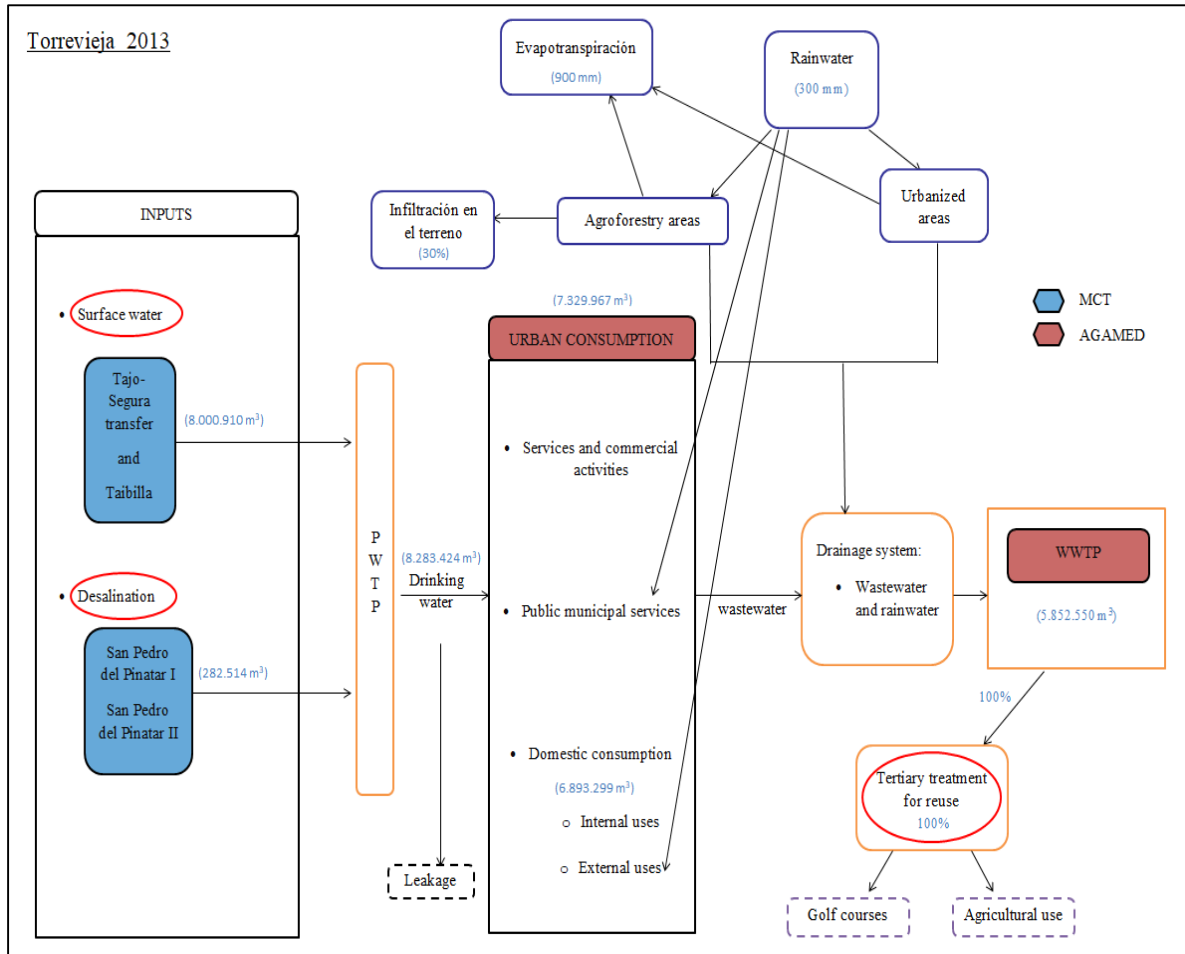 Torrevieja 2013
Evapotranspiración
(900 mm)
Rainwater
(300 mm)
INPUTS
Infiltración en
el terreno
(30%)
Agroforestry areas
Urbanized
areas
• Surface water
Tajo-
Segura
transfer
and
Taibilla
(8.000.910 m³)
• Desalination
San Pedro
del Pinatar I
San Pedro
del Pinatar II
(282.514 m³)
P
W
T
P
(8.283.424 m³)
Drinking
water
Leakage
(7.329.967 m³)
URBAN CONSUMPTION
• Services and commercial
activities
• Public municipal services
• Domestic consumption
(6.893.299 m³)
o Internal uses
o External uses
MCT
AGAMED
wastewater
Drainage system:
• Wastewater
and rainwater
WWTP
(5.852.550 m³)
100%
Tertiary treatment
for reuse
100%
Golf courses
Agricultural use